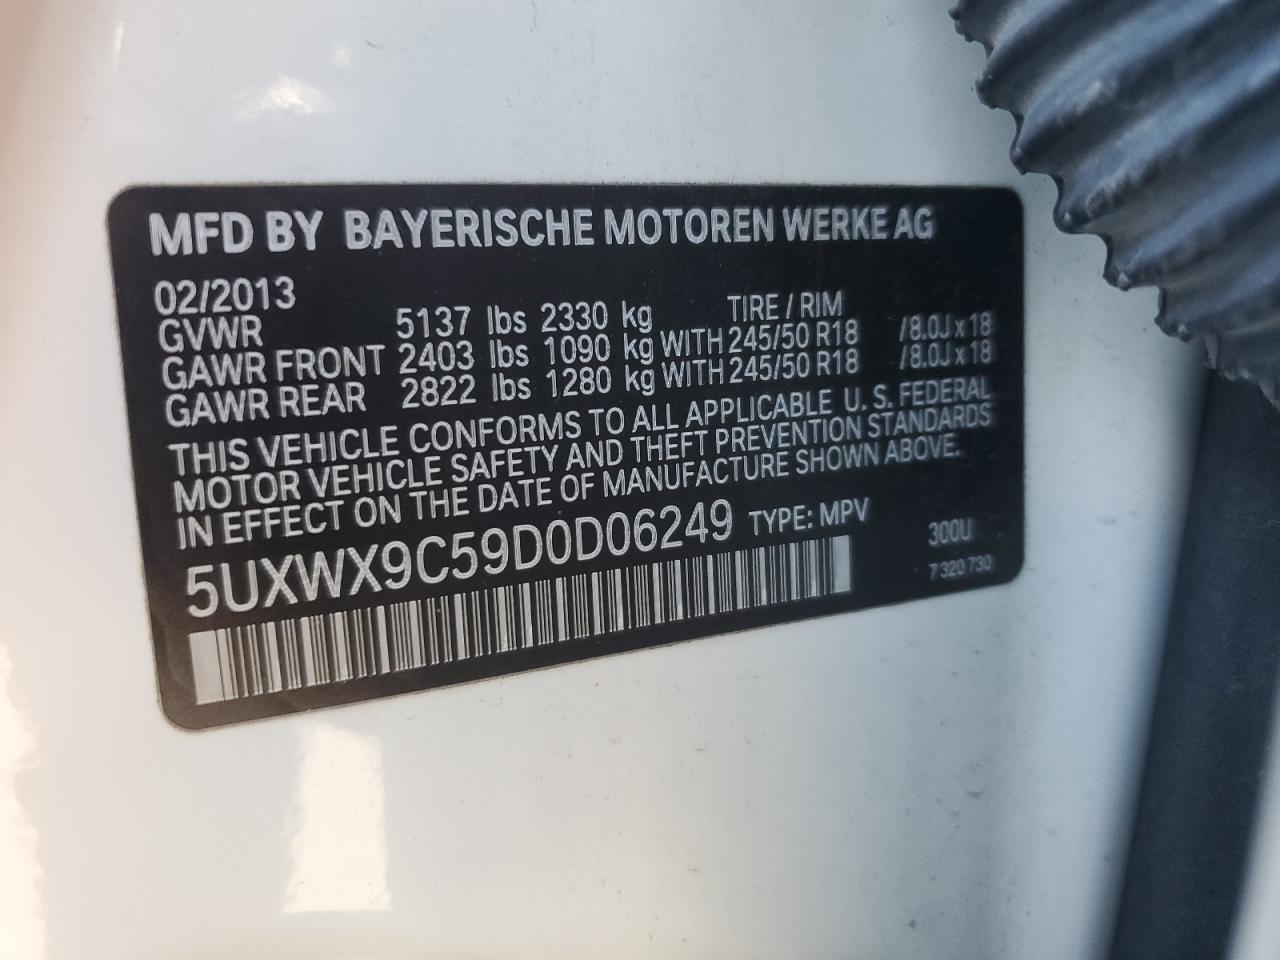 MFD BY BAYERISCHE MOTOREN WERKE AG
02/2013 TIRE / RIM
GVWR 5137 lbs 2330 kg
GAWR FRONT 2403 lbs 1090 kg WITH 245/50 R18 /8.0J x 18
GAWR REAR 2822 lbs 1280 kg WITH 245/50 R18 /8.0J x 18
THIS VEHICLE CONFORMS TO ALL APPLICABLE U. S. FEDERAL
MOTOR VEHICLE SAFETY AND THEFT PREVENTION STANDARDS
IN EFFECT ON THE DATE OF MANUFACTURE SHOWN ABOVE.
5UXWX9C59D0D06249 TYPE: MPV 300U
7 320 730